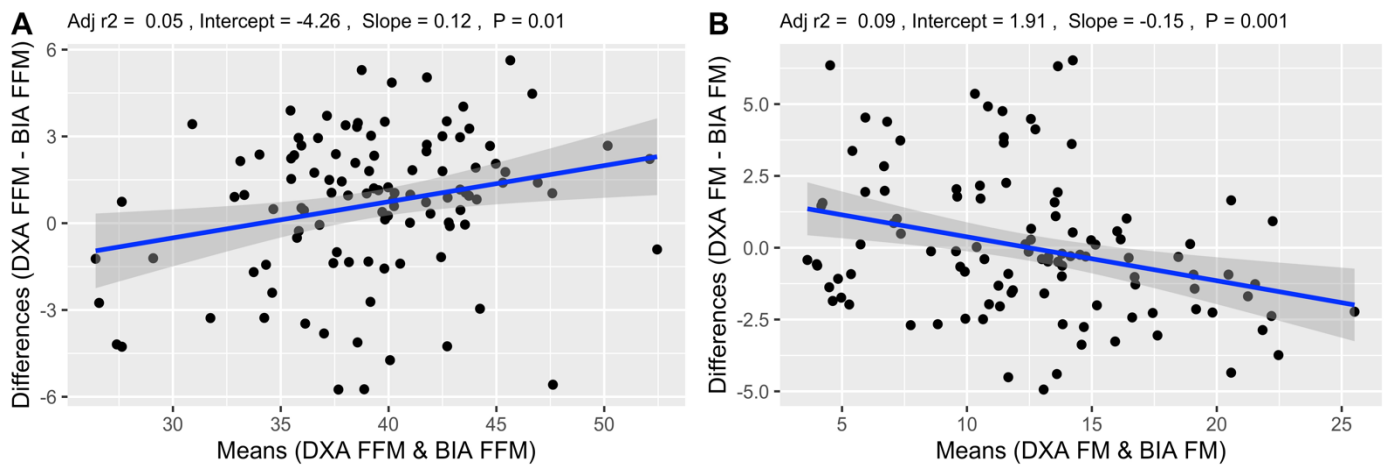 A
Adj r2 = 0.05 , Intercept = -4.26 , Slope = 0.12 , P = 0.01
Differences (DXA FFM - BIA FFM)
6
3
0
-3
-6
30 35 40 45 50
Means (DXA FFM & BIA FFM)
B
Adj r2 = 0.09 , Intercept = 1.91 , Slope = -0.15 , P = 0.001
Differences (DXA FM - BIA FM)
5.0
2.5
0.0
-2.5
-5.0
5 10 15 20 25
Means (DXA FM & BIA FM)